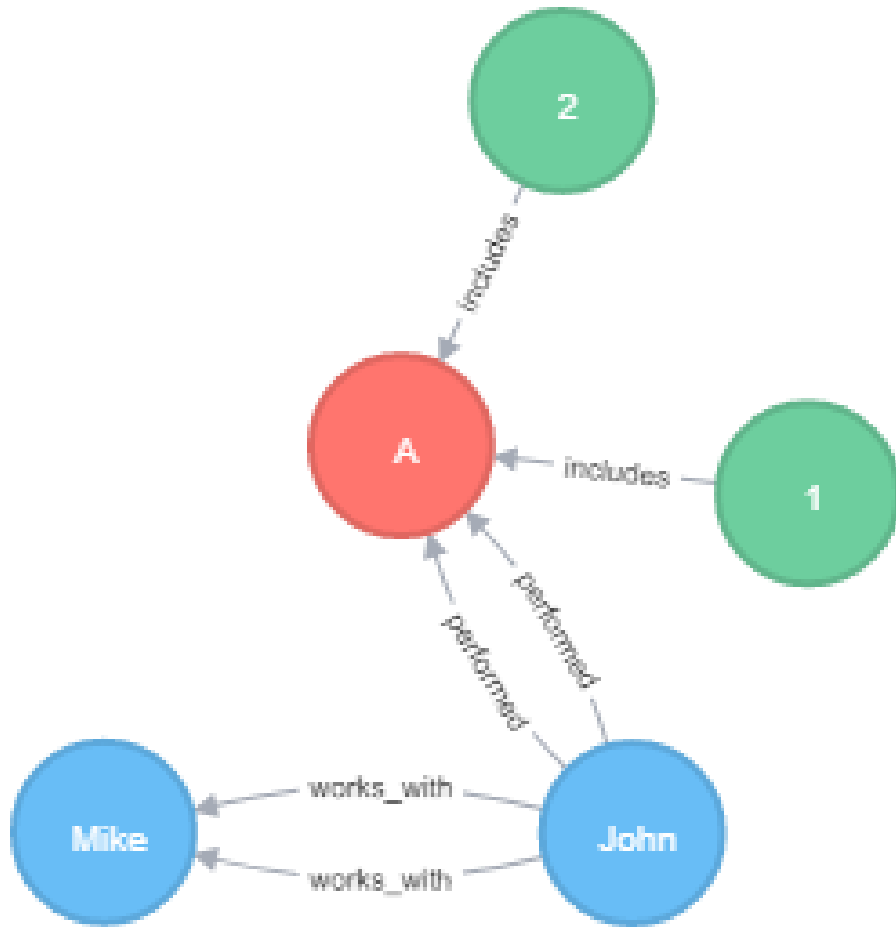 2
includes
A
includes
1
performed
performed
works_with
Mike
John
works_with